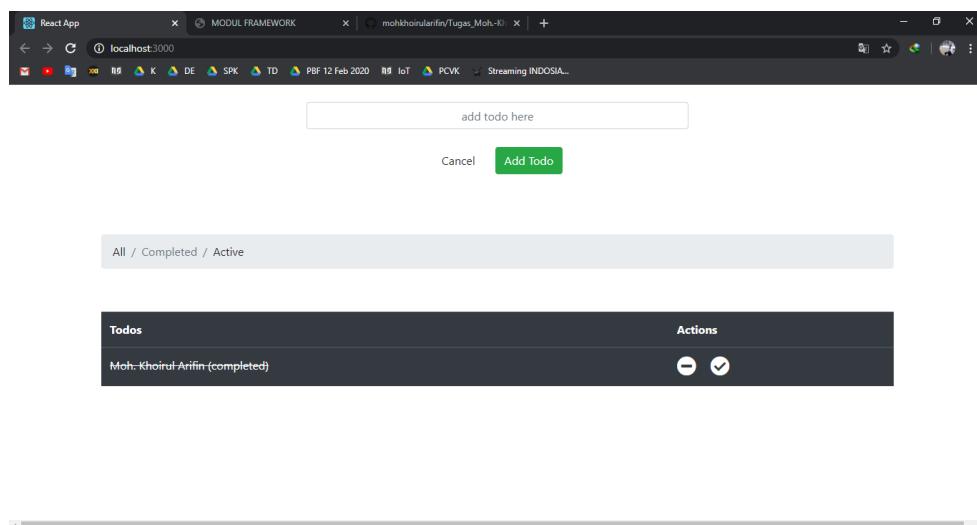 React App
MODUL FRAMEWORK
mohkhoirularifin/Tugas_Moh.-Kh
localhost:3000
K DE SPK TD PBF 12 Feb 2020 IoT PCVK Streaming INDOSIA...
add todo here
Cancel Add Todo
All / Completed / Active
Todos Actions
Moh. Khoirul Arifin (completed)